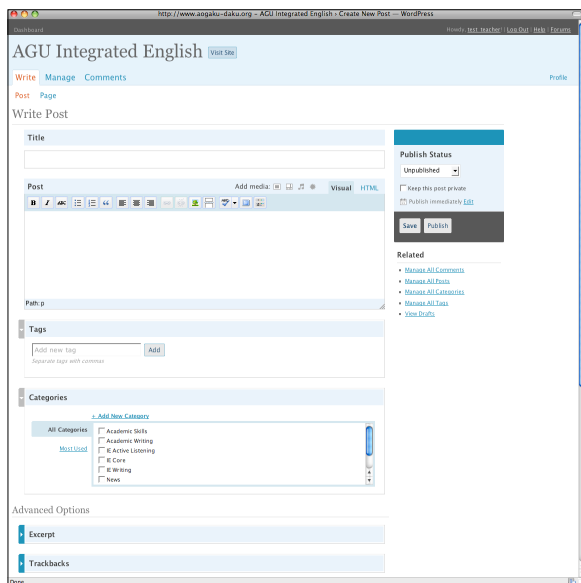 http://www.aogaku-daku.org – AGU Integrated English › Create New Post — WordPress
Dashboard
Howdy, test_teacher! | Log Out | Help | Forums
AGU Integrated English Visit Site
Write Manage Comments Profile
Post Page
Write Post
Title
Post Add media: Visual HTML
B I ABC
Path: p
Tags
Add new tag Add
Separate tags with commas
Categories
+ Add New Category
All Categories
Most Used
Academic Skills
Academic Writing
IE Active Listening
IE Core
IE Writing
News
Publish Status
Unpublished
Keep this post private
Publish immediately Edit
Save Publish
Related
Manage All Comments
Manage All Posts
Manage All Categories
Manage All Tags
View Drafts
Advanced Options
Excerpt
Trackbacks
Done